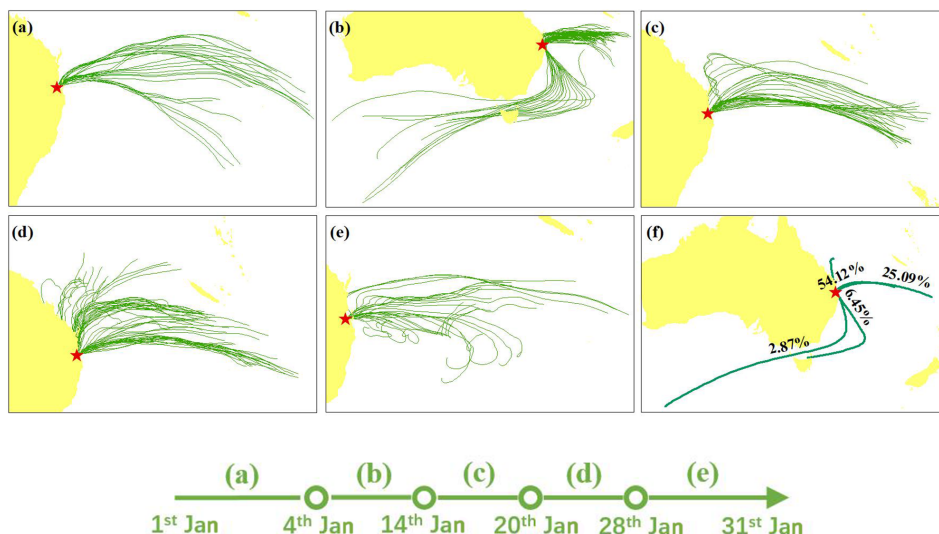 (a)
(b)
(c)
(d)
(e)
(f)
54.12%
25.09%
6.45%
2.87%
(a) (b) (c) (d) (e)
1st Jan 4th Jan 14th Jan 20th Jan 28th Jan 31st Jan